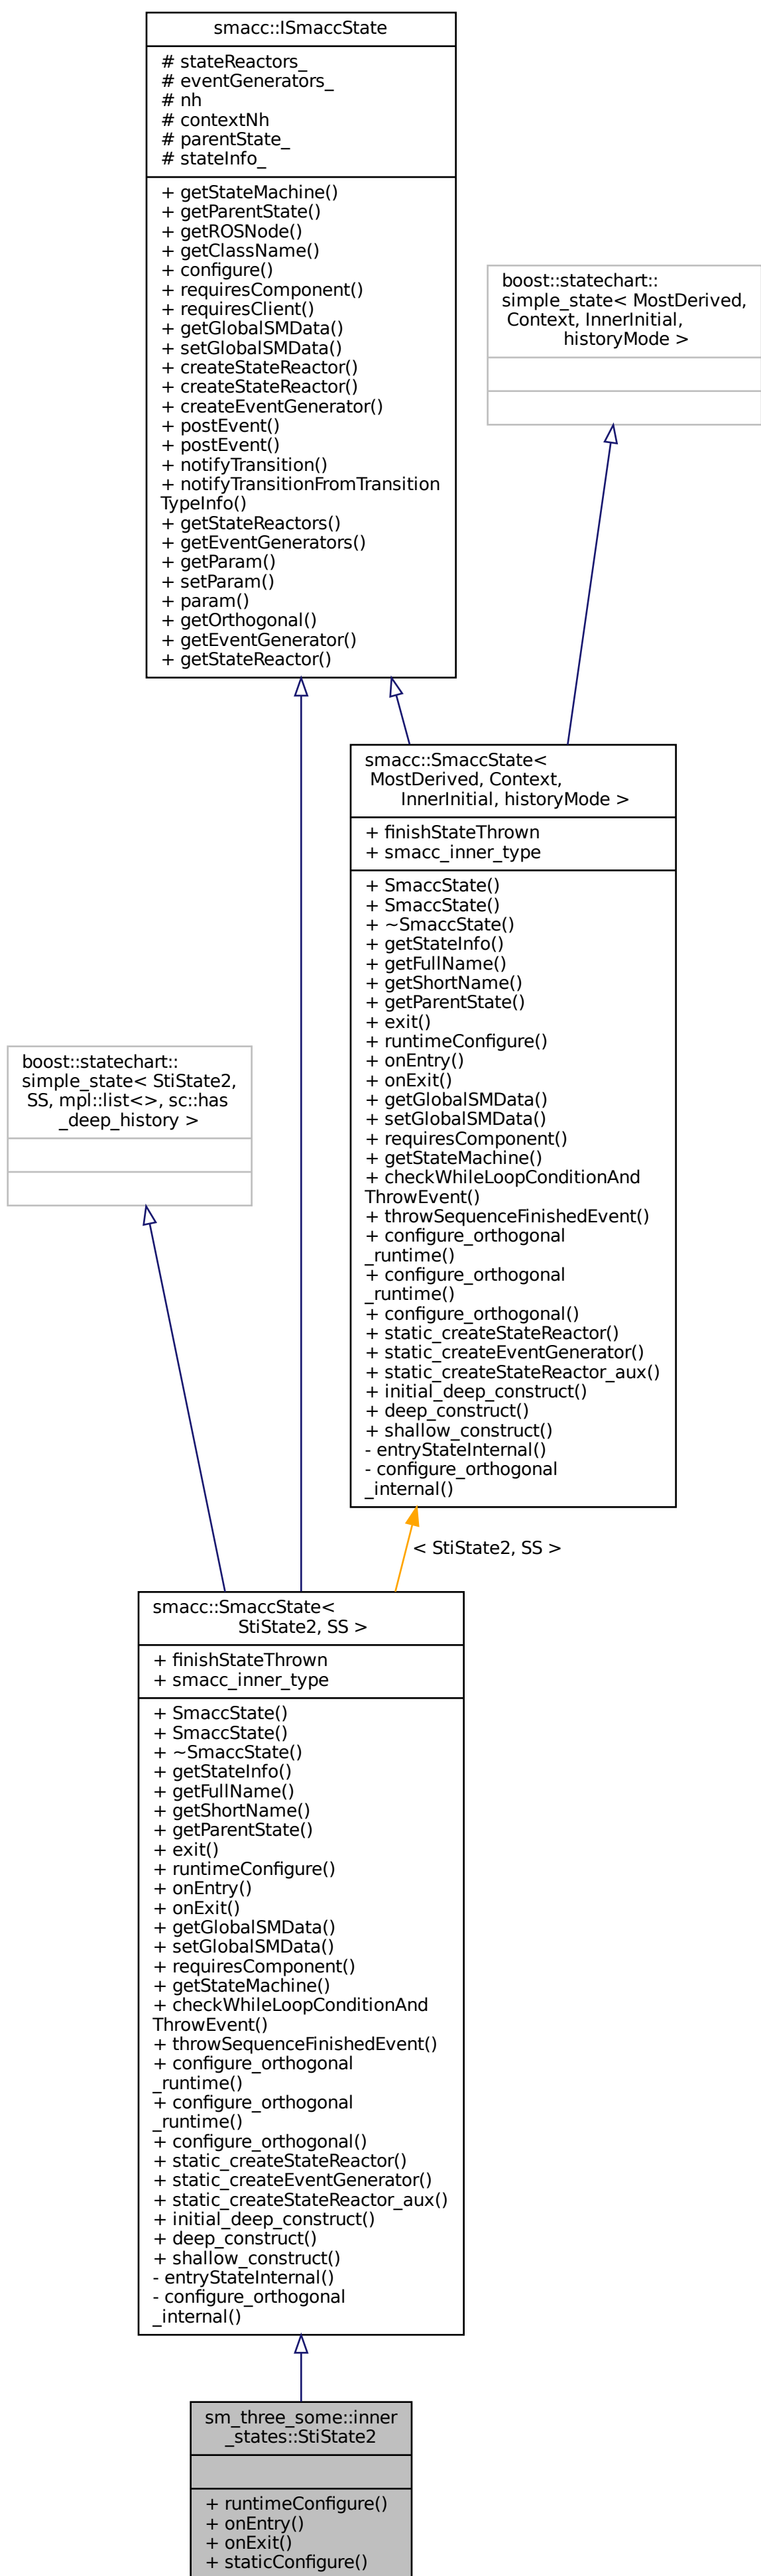 smacc::ISmaccState
# stateReactors_
# eventGenerators_
# nh
# contextNh
# parentState_
# stateInfo_
+ getStateMachine()
+ getParentState()
+ getROSNode()
+ getClassName()
+ configure()
+ requiresComponent()
+ requiresClient()
+ getGlobalSMData()
+ setGlobalSMData()
+ createStateReactor()
+ createStateReactor()
+ createEventGenerator()
+ postEvent()
+ postEvent()
+ notifyTransition()
+ notifyTransitionFromTransition
TypeInfo()
+ getStateReactors()
+ getEventGenerators()
+ getParam()
+ setParam()
+ param()
+ getOrthogonal()
+ getEventGenerator()
+ getStateReactor()
boost::statechart::
simple_state< MostDerived,
Context, InnerInitial,
historyMode >
smacc::SmaccState<
MostDerived, Context,
InnerInitial, historyMode >
+ finishStateThrown
+ smacc_inner_type
+ SmaccState()
+ SmaccState()
+ ~SmaccState()
+ getStateInfo()
+ getFullName()
+ getShortName()
+ getParentState()
+ exit()
+ runtimeConfigure()
+ onEntry()
+ onExit()
+ getGlobalSMData()
+ setGlobalSMData()
+ requiresComponent()
+ getStateMachine()
+ checkWhileLoopConditionAnd
ThrowEvent()
+ throwSequenceFinishedEvent()
+ configure_orthogonal
_runtime()
+ configure_orthogonal
_runtime()
+ configure_orthogonal()
+ static_createStateReactor()
+ static_createEventGenerator()
+ static_createStateReactor_aux()
+ initial_deep_construct()
+ deep_construct()
+ shallow_construct()
- entryStateInternal()
- configure_orthogonal
_internal()
boost::statechart::
simple_state< StiState2,
SS, mpl::list<>, sc::has
_deep_history >
< StiState2, SS >
smacc::SmaccState<
StiState2, SS >
+ finishStateThrown
+ smacc_inner_type
+ SmaccState()
+ SmaccState()
+ ~SmaccState()
+ getStateInfo()
+ getFullName()
+ getShortName()
+ getParentState()
+ exit()
+ runtimeConfigure()
+ onEntry()
+ onExit()
+ getGlobalSMData()
+ setGlobalSMData()
+ requiresComponent()
+ getStateMachine()
+ checkWhileLoopConditionAnd
ThrowEvent()
+ throwSequenceFinishedEvent()
+ configure_orthogonal
_runtime()
+ configure_orthogonal
_runtime()
+ configure_orthogonal()
+ static_createStateReactor()
+ static_createEventGenerator()
+ static_createStateReactor_aux()
+ initial_deep_construct()
+ deep_construct()
+ shallow_construct()
- entryStateInternal()
- configure_orthogonal
_internal()
sm_three_some::inner
_states::StiState2
+ runtimeConfigure()
+ onEntry()
+ onExit()
+ staticConfigure()